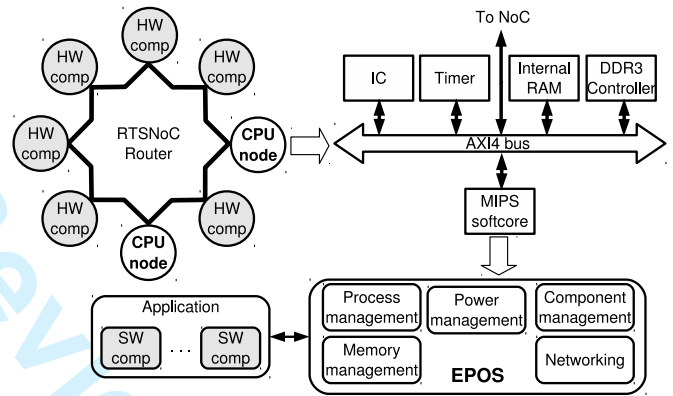 HW
comp
HW
comp
HW
comp
HW
comp
RTSNoC
Router
CPU
node
HW
comp
HW
comp
CPU
node
To NoC
IC
Timer
Internal
RAM
DDR3
Controller
AXI4 bus
MIPS
softcore
Application
SW
comp
...
SW
comp
Process
management
Power
management
Component
management
Memory
management
EPOS
Networking